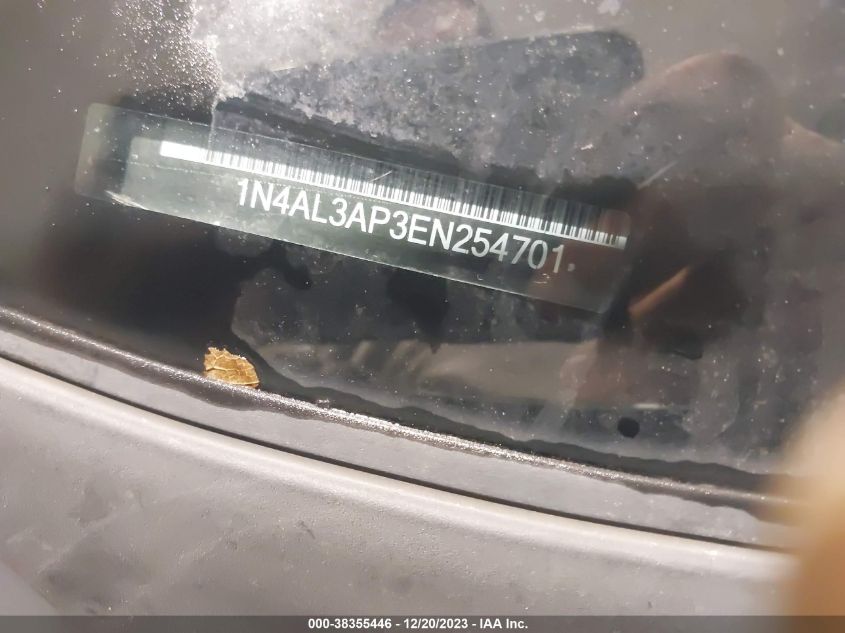 1N4AL3AP3EN254701
000-38355446 - 12/20/2023 - IAA Inc.